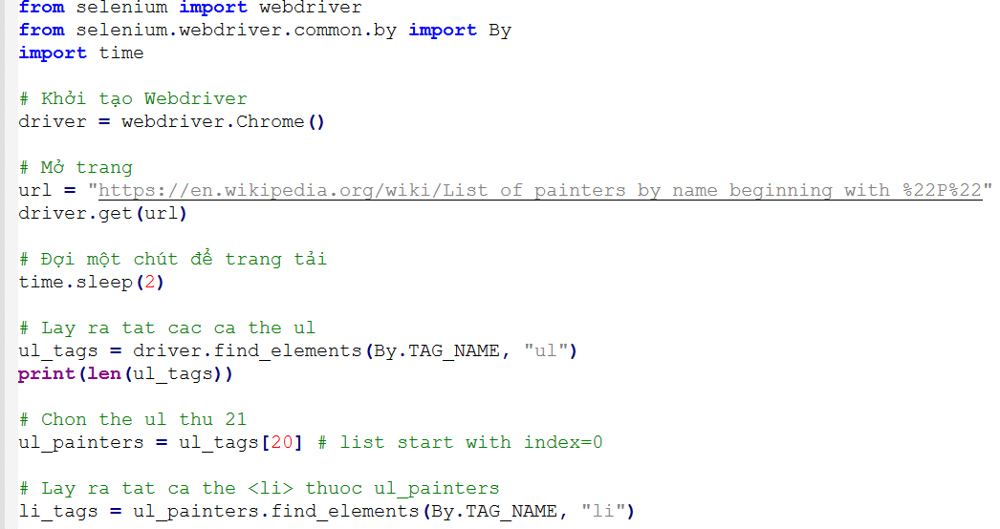 from selenium import webdriver
from selenium.webdriver.common.by import By
import time
# Khởi tạo Webdriver
driver = webdriver.Chrome()
# Mở trang
url = "https://en.wikipedia.org/wiki/List_of_painters_by_name_beginning_with_%22P%22"
driver.get(url)
# Đợi một chút để trang tải
time.sleep(2)
# Lay ra tat cac ca the ul
ul_tags = driver.find_elements(By.TAG_NAME, "ul")
print(len(ul_tags))
# Chon the ul thu 21
ul_painters = ul_tags[20] # list start with index=0
# Lay ra tat ca the <li> thuoc ul_painters
li_tags = ul_painters.find_elements(By.TAG_NAME, "li")